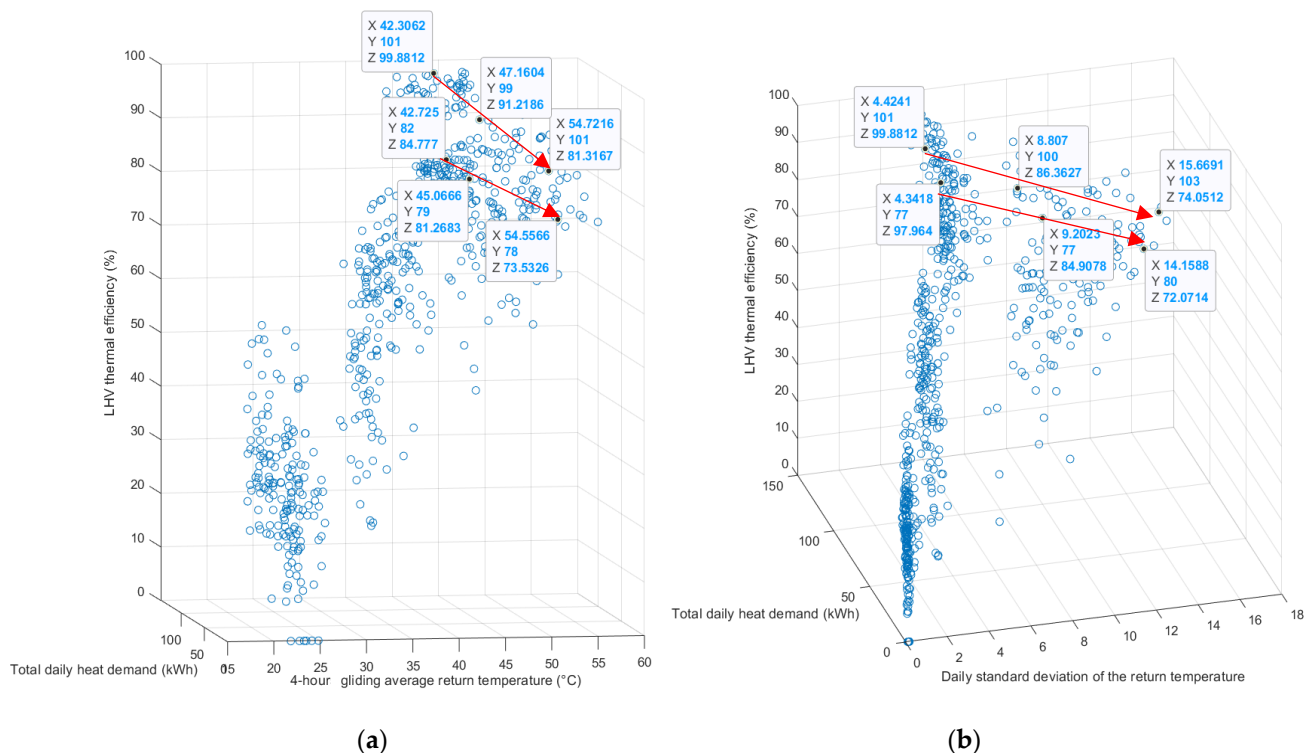 X 42.3062
Y 101
Z 99.8812
X 47.1604
Y 99
Z 91.2186
X 42.725
Y 82
Z 84.777
X 54.7216
Y 101
Z 81.3167
X 45.0666
Y 79
Z 81.2683
X 54.5566
Y 78
Z 73.5326
100
90
80
70
60
50
40
30
20
10
0
LHV thermal efficiency (%)
100
50
0
Total daily heat demand (kWh)
15
20
25
30
35
40
45
50
55
60
4-hour gliding average return temperature (°C)
(a)
X 4.4241
Y 101
Z 99.8812
X 8.807
Y 100
Z 86.3627
X 15.6691
Y 103
Z 74.0512
X 4.3418
Y 77
Z 97.964
X 9.2023
Y 77
Z 84.9078
X 14.1588
Y 80
Z 72.0714
100
90
80
70
60
50
40
30
20
10
0
LHV thermal efficiency (%)
150
100
50
0
Total daily heat demand (kWh)
0
2
4
6
8
10
12
14
16
18
Daily standard deviation of the return temperature
(b)